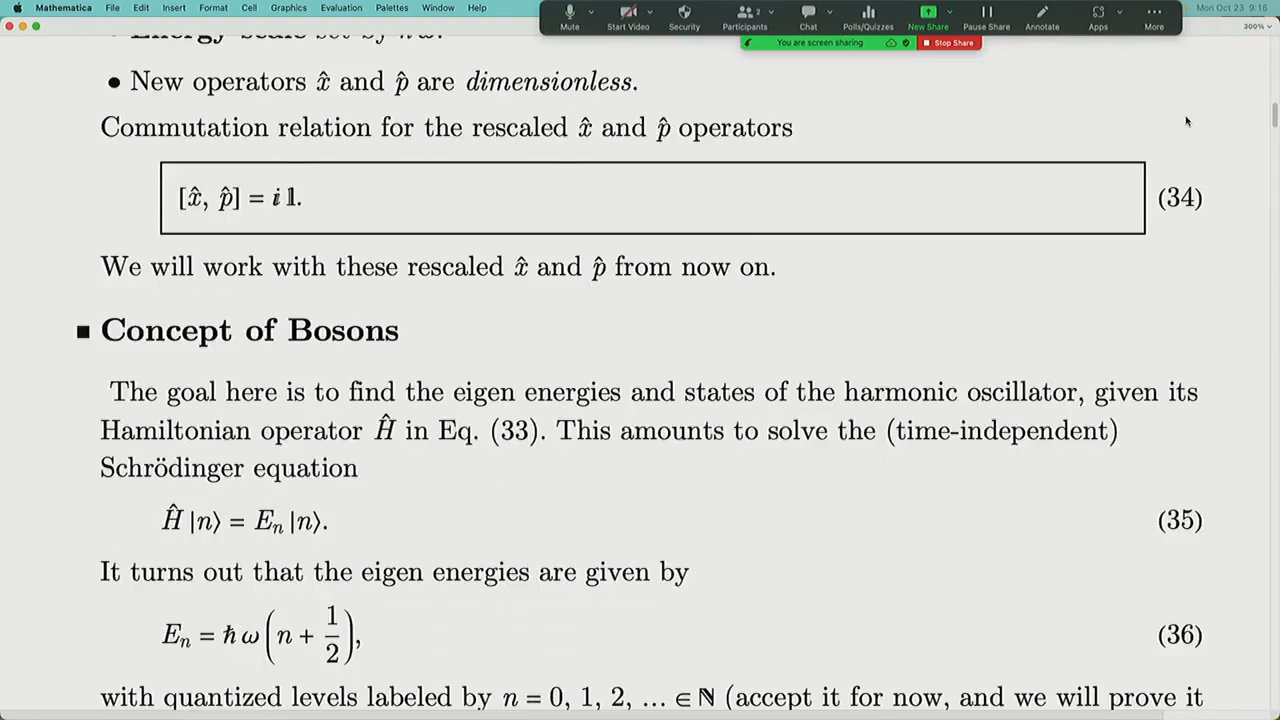 Mathematica File Edit Insert Format Cell Graphics Evaluation Palettes Window Help
Mon Oct 23 9:16
Mute Start Video Security Participants 2 Chat Polls/Quizzes New Share Pause Share Annotate Apps More
You are screen sharing Stop Share
300%
New operators x̂ and p̂ are dimensionless.
Commutation relation for the rescaled x̂ and p̂ operators
[x̂, p̂] = i 𝟙. (34)
We will work with these rescaled x̂ and p̂ from now on.
Concept of Bosons
The goal here is to find the eigen energies and states of the harmonic oscillator, given its
Hamiltonian operator Ĥ in Eq. (33). This amounts to solve the (time-independent)
Schrödinger equation
Ĥ |n⟩ = Eₙ |n⟩. (35)
It turns out that the eigen energies are given by
Eₙ = ℏ ω(n + 1/2), (36)
with quantized levels labeled by n = 0, 1, 2, ... ∈ ℕ (accept it for now, and we will prove it